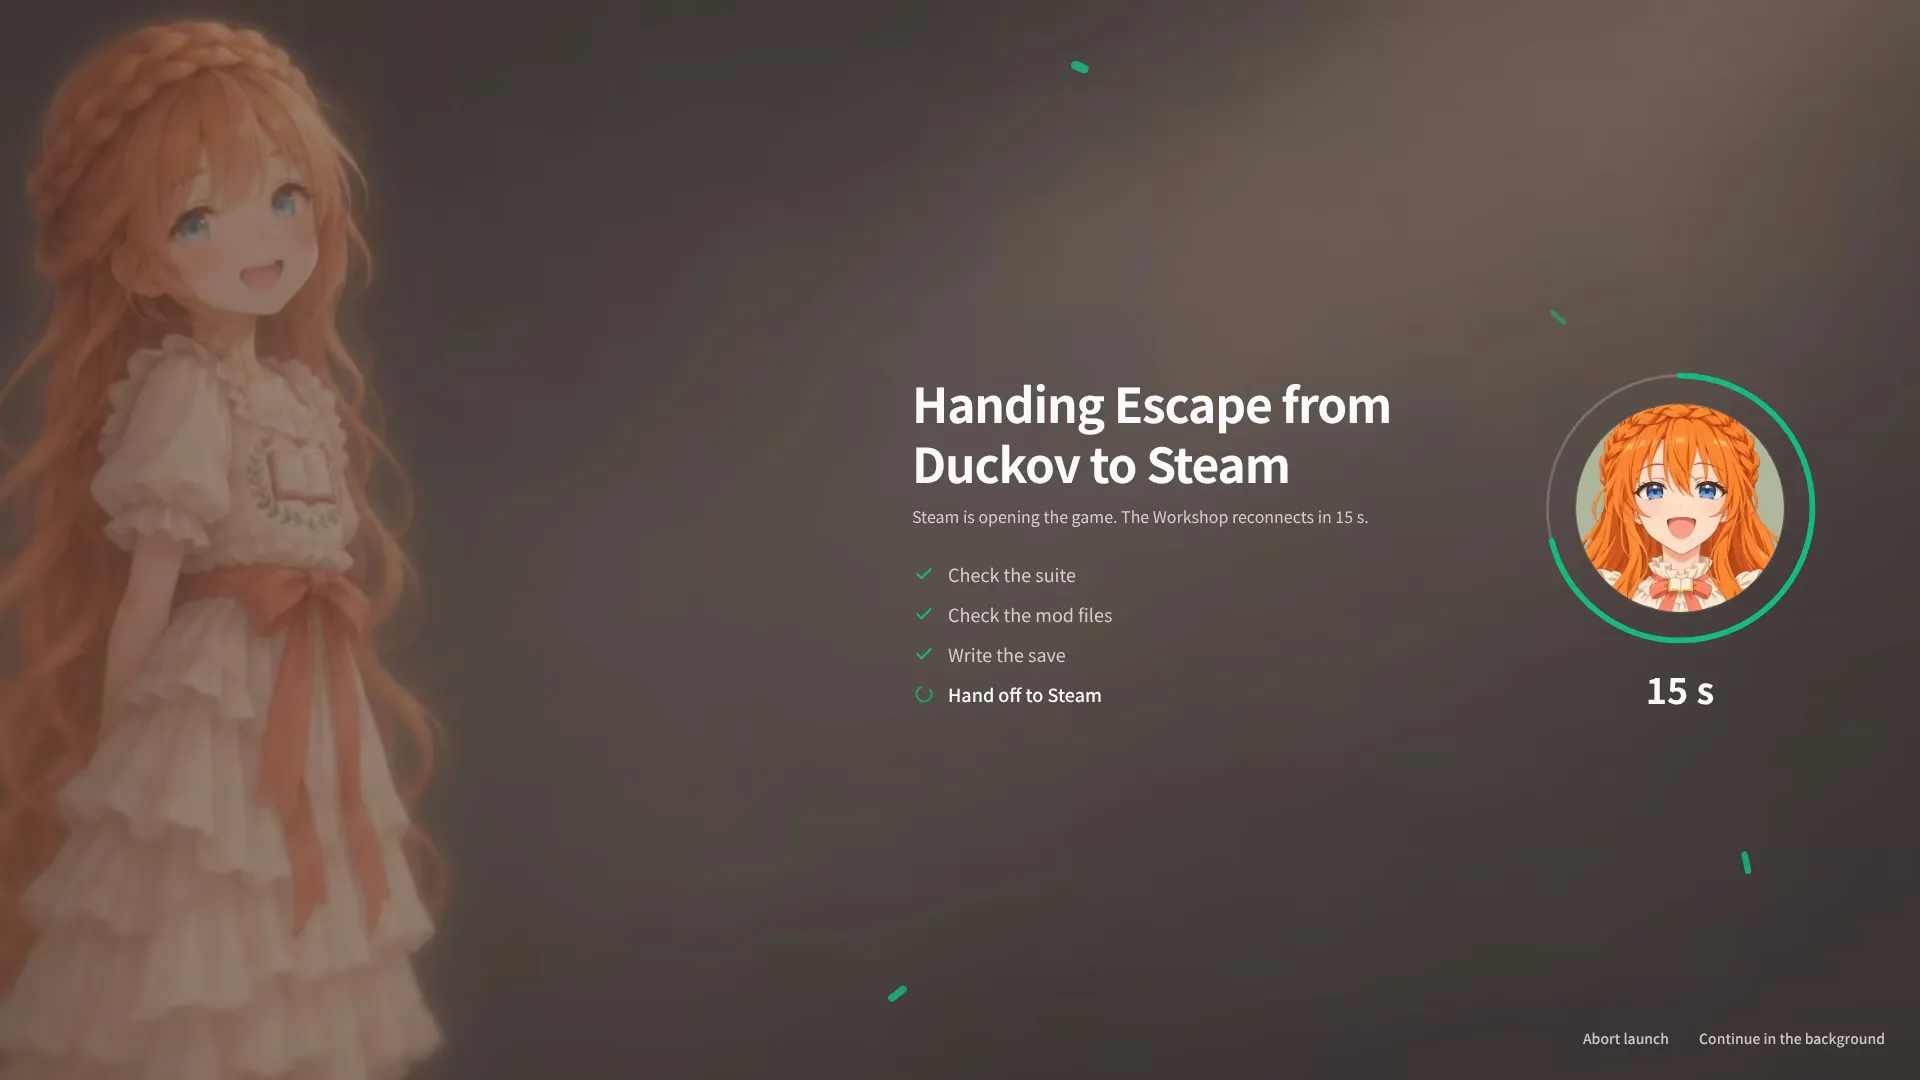 Handing Escape from
Duckov to Steam
Steam is opening the game. The Workshop reconnects in 15 s.
Check the suite
Check the mod files
Write the save
Hand off to Steam
15 s
Abort launch
Continue in the background